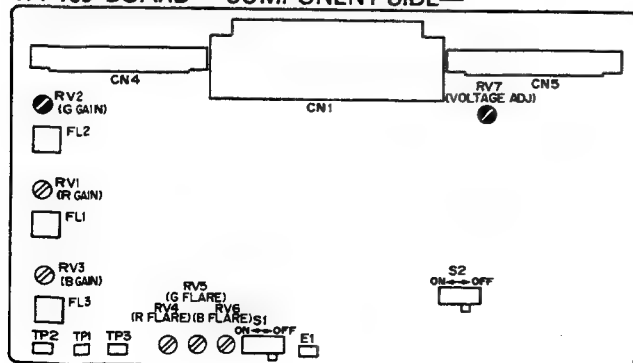 BOARD —COMPONENT SIDE—
CN4
CN1
CN5
RV7
(VOLTAGE ADJ)
RV2
(G GAIN)
FL2
RV1
(R GAIN)
FL1
RV3
(B GAIN)
FL3
RV5
(G FLARE)
RV4
(R FLARE)
RV6
(B FLARE)
S1
ON↔OFF
S2
ON↔OFF
E1
TP2
TP1
TP3